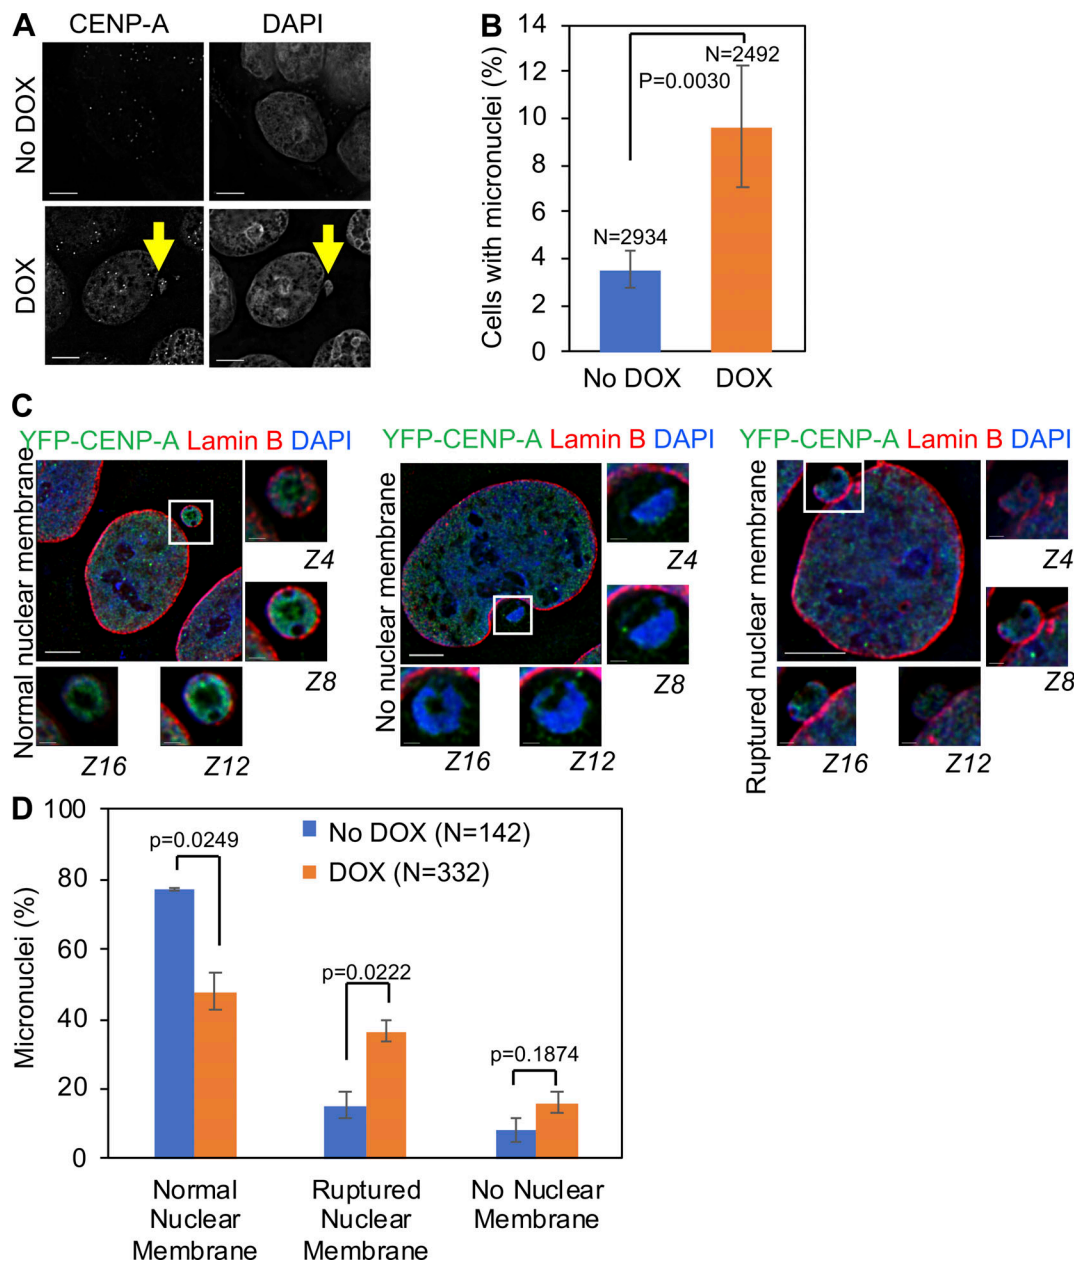 A
CENP-A DAPI
No DOX
DOX
B
Cells with micronuclei (%)
14
12
10
8
6
4
2
0
N=2492
P=0.0030
N=2934
No DOX DOX
C
YFP-CENP-A Lamin B DAPI
Normal nuclear membrane
Z4
Z8
Z16 Z12
YFP-CENP-A Lamin B DAPI
No nuclear membrane
Z4
Z8
Z16 Z12
YFP-CENP-A Lamin B DAPI
Ruptured nuclear membrane
Z4
Z8
Z16 Z12
D
Micronuclei (%)
100
80
60
40
20
0
No DOX (N=142)
DOX (N=332)
p=0.0249
p=0.0222
p=0.1874
Normal
Nuclear
Membrane
Ruptured
Nuclear
Membrane
No Nuclear
Membrane